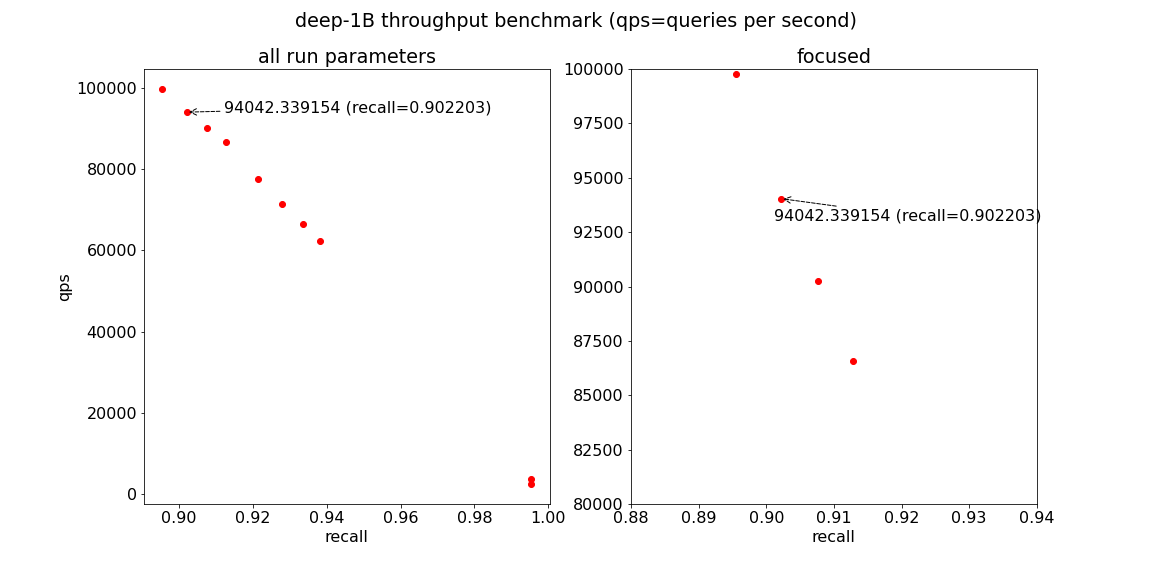 deep-1B throughput benchmark (qps=queries per second)
all run parameters
100000
80000
60000
40000
20000
0
qps
94042.339154 (recall=0.902203)
0.90 0.92 0.94 0.96 0.98 1.00
recall
focused
100000
97500
95000
92500
90000
87500
85000
82500
80000
94042.339154 (recall=0.902203)
0.88 0.89 0.90 0.91 0.92 0.93 0.94
recall